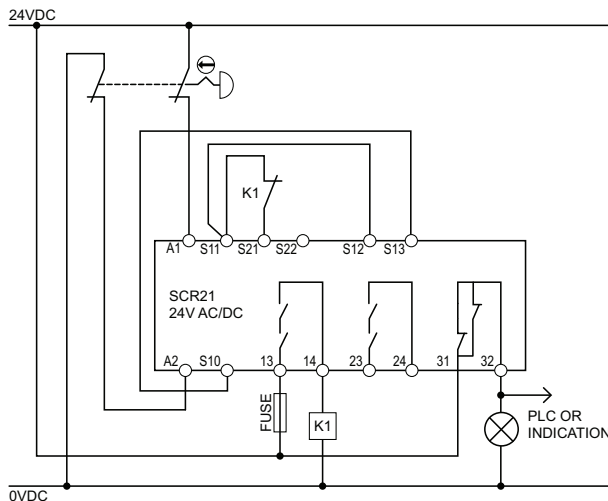 24VDC
K1
A1 S11 S21 S22 S12 S13
SCR21
24V AC/DC
A2 S10 13 14 23 24 31 32
FUSE
K1
PLC OR
INDICATION
0VDC